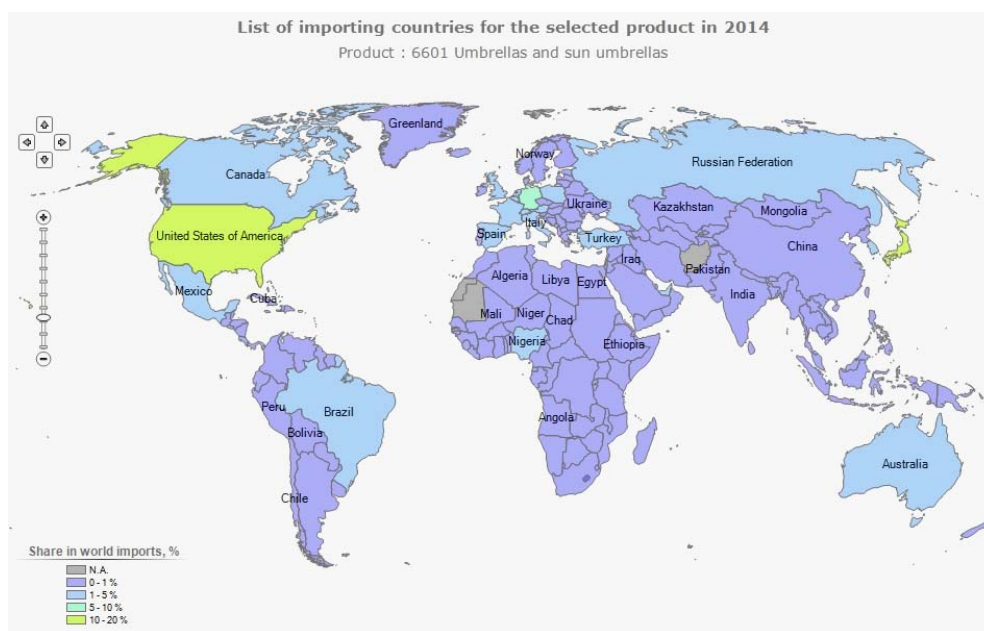 List of importing countries for the selected product in 2014
Product : 6601 Umbrellas and sun umbrellas
Greenland
Norway
Russian Federation
Canada
Ukraine
Kazakhstan
Mongolia
Italy
Spain
Turkey
United States of America
China
Iraq
Pakistan
Algeria
Libya
Egypt
Mexico
Cuba
India
Mali
Niger
Chad
Nigeria
Ethiopia
Peru
Brazil
Angola
Bolivia
Australia
Chile
Share in world imports, %
N.A.
0 - 1 %
1 - 5 %
5 - 10 %
10 - 20 %